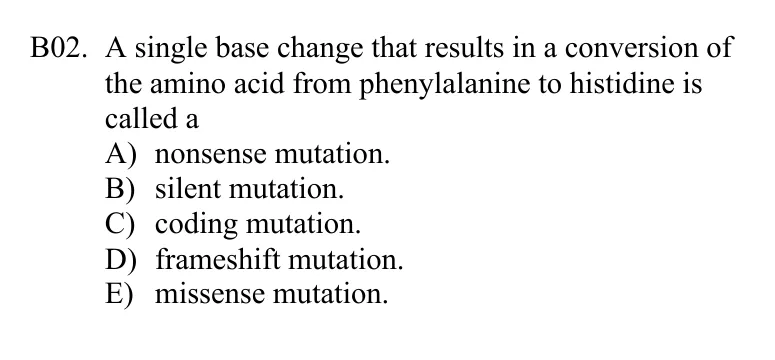 B02. A single base change that results in a conversion of
the amino acid from phenylalanine to histidine is
called a
A) nonsense mutation.
B) silent mutation.
C) coding mutation.
D) frameshift mutation.
E) missense mutation.